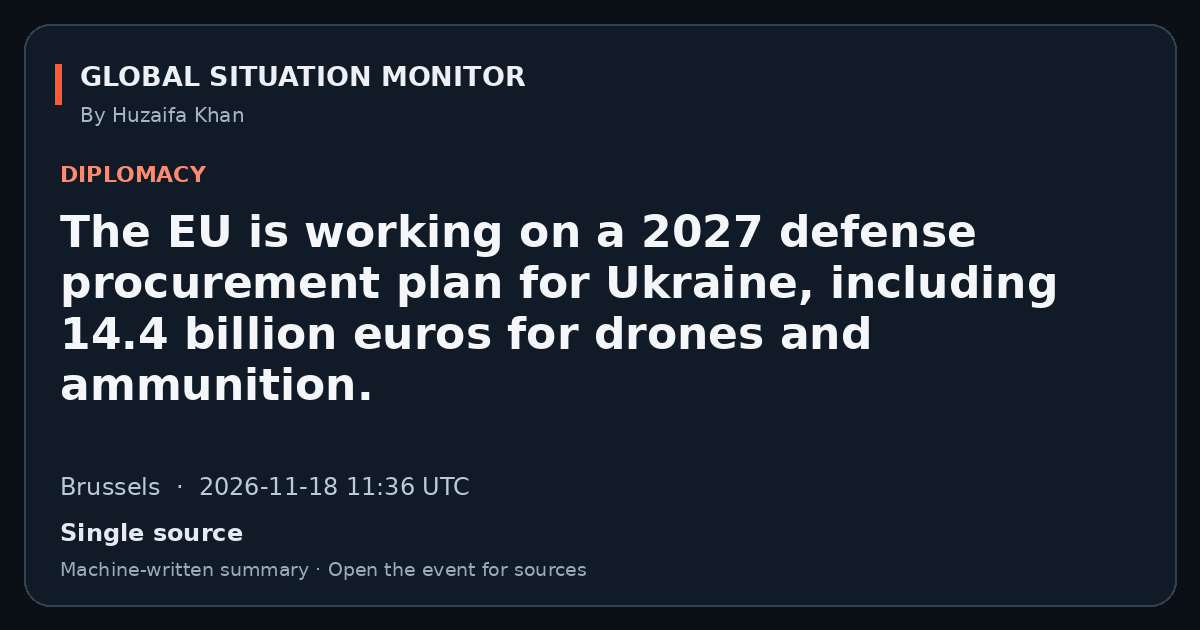 GLOBAL SITUATION MONITOR
By Huzaifa Khan
DIPLOMACY
The EU is working on a 2027 defense
procurement plan for Ukraine, including
14.4 billion euros for drones and
ammunition.
Brussels · 2026-11-18 11:36 UTC
Single source
Machine-written summary · Open the event for sources